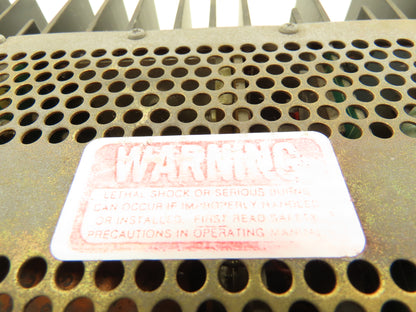 WARNING
LETHAL SHOCK OR SERIOUS BURNS
CAN OCCUR IF IMPROPERLY HANDLED
OR INSTALLED. FIRST READ SAFETY
PRECAUTIONS IN OPERATING MANUAL